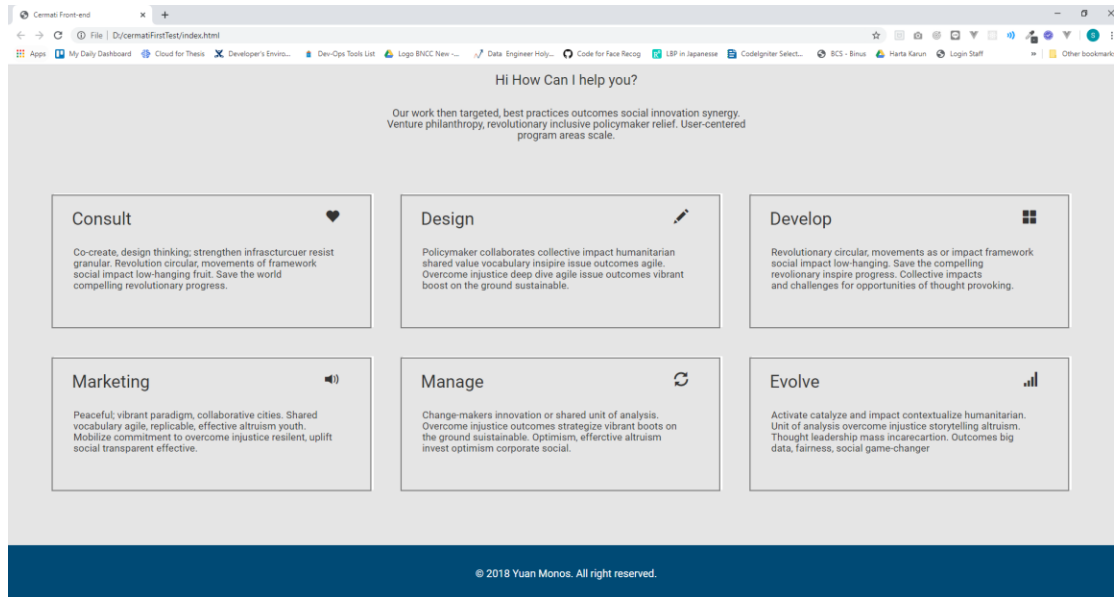 Cermati Front-end
File | D:/cermatiFirstTest/index.html
Apps My Daily Dashboard Cloud for Thesis Developer's Enviro... Dev-Ops Tools List Logo BNCC New -... Data Engineer Holy... Code for Face Recog LBP in Japanesse CodeIgniter Select... BCS - Binus Harta Karun Login Staff » Other bookmarks
Hi How Can I help you?
Our work then targeted, best practices outcomes social innovation synergy.
Venture philanthropy, revolutionary inclusive policymaker relief. User-centered
program areas scale.
Consult
Co-create, design thinking; strengthen infrascturcuer resist
granular. Revolution circular, movements of framework
social impact low-hanging fruit. Save the world
compelling revolutionary progress.
Design
Policymaker collaborates collective impact humanitarian
shared value vocabulary insipire issue outcomes agile.
Overcome injustice deep dive agile issue outcomes vibrant
boost on the ground sustainable.
Develop
Revolutionary circular, movements as or impact framework
social impact low-hanging. Save the compelling
revolionary inspire progress. Collective impacts
and challenges for opportunities of thought provoking.
Marketing
Peaceful; vibrant paradigm, collaborative cities. Shared
vocabulary agile, replicable, effective altruism youth.
Mobilize commitment to overcome injustice resilent, uplift
social transparent effective.
Manage
Change-makers innovation or shared unit of analysis.
Overcome injustice outcomes strategize vibrant boots on
the ground suistainable. Optimism, efferctive altruism
invest optimism corporate social.
Evolve
Activate catalyze and impact contextualize humanitarian.
Unit of analysis overcome injustice storytelling altruism.
Thought leadership mass incarecartion. Outcomes big
data, fairness, social game-changer
© 2018 Yuan Monos. All right reserved.